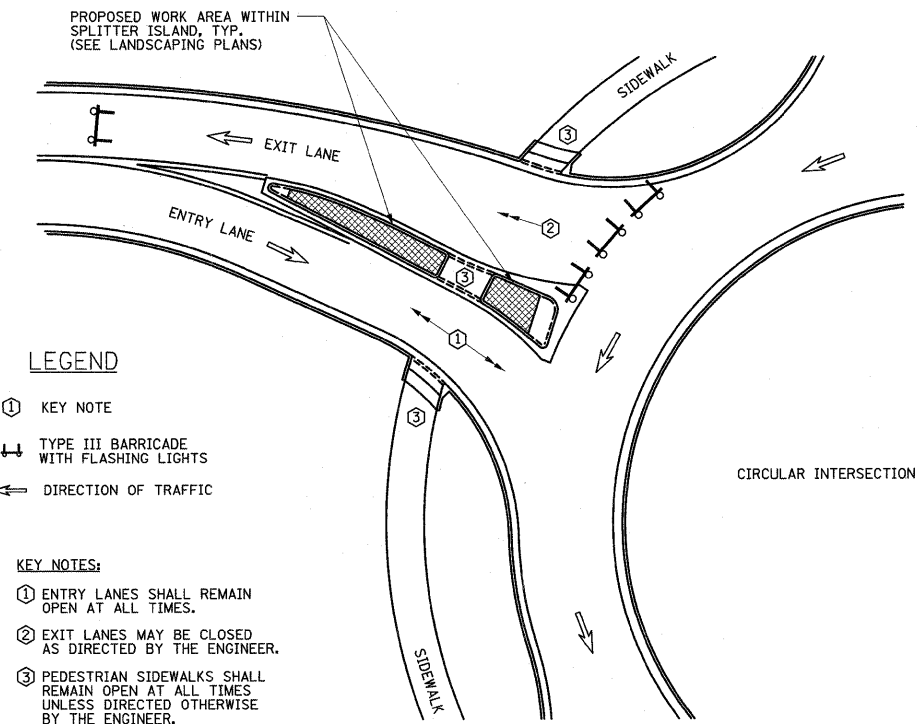 PROPOSED WORK AREA WITHIN
SPLITTER ISLAND, TYP.
(SEE LANDSCAPING PLANS)
SIDEWALK
3
EXIT LANE
2
ENTRY LANE
3
1
3
LEGEND
1 KEY NOTE
TYPE III BARRICADE
WITH FLASHING LIGHTS
DIRECTION OF TRAFFIC
CIRCULAR INTERSECTION
SIDEWALK
KEY NOTES:
1 ENTRY LANES SHALL REMAIN
OPEN AT ALL TIMES.
2 EXIT LANES MAY BE CLOSED
AS DIRECTED BY THE ENGINEER.
3 PEDESTRIAN SIDEWALKS SHALL
REMAIN OPEN AT ALL TIMES
UNLESS DIRECTED OTHERWISE
BY THE ENGINEER.